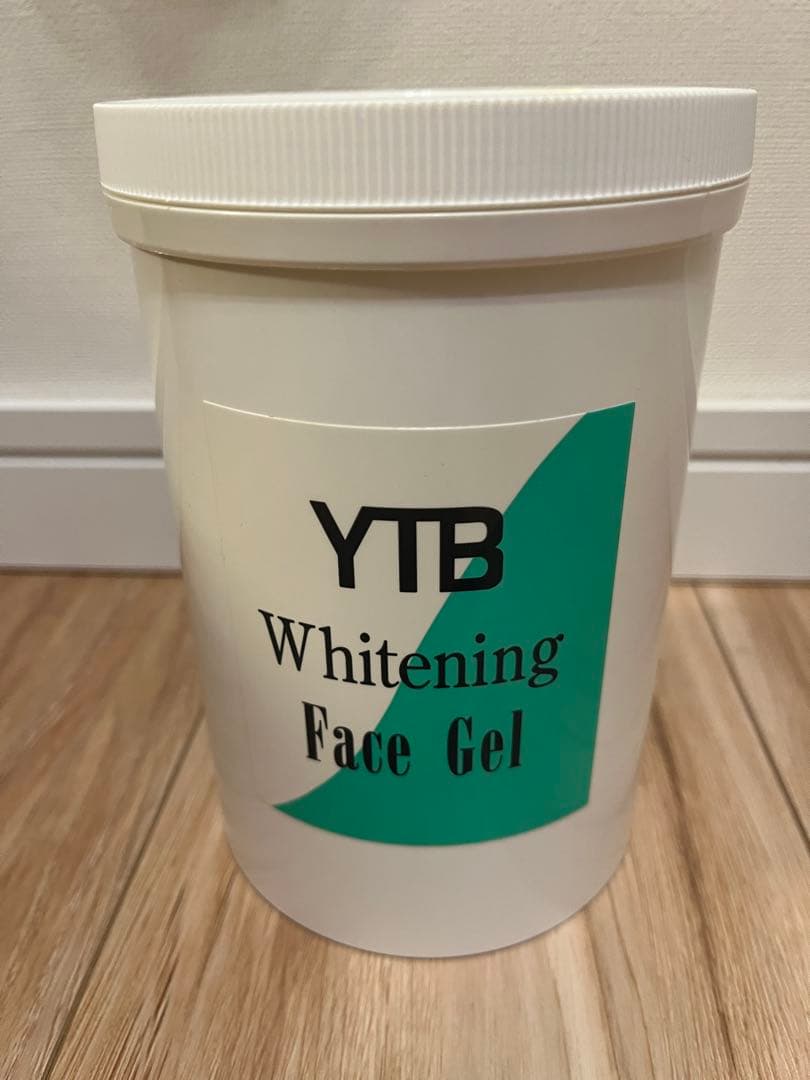 YTB
Whitening
Face Gel